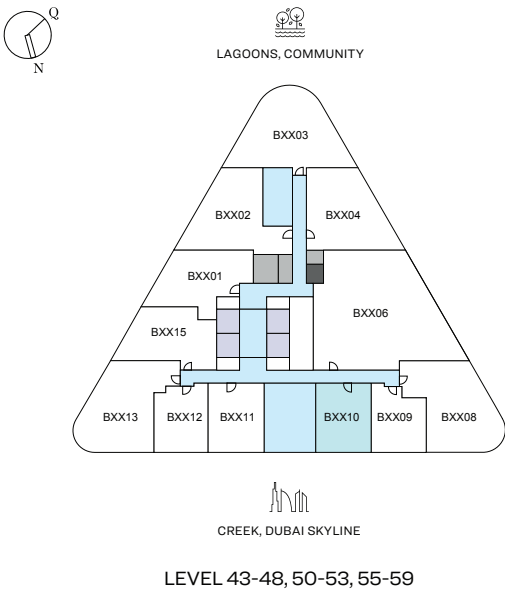 Q
N
LAGOONS, COMMUNITY
BXX03
BXX02
BXX04
BXX01
BXX06
BXX15
BXX13
BXX12
BXX11
BXX10
BXX09
BXX08
CREEK, DUBAI SKYLINE
LEVEL 43-48, 50-53, 55-59